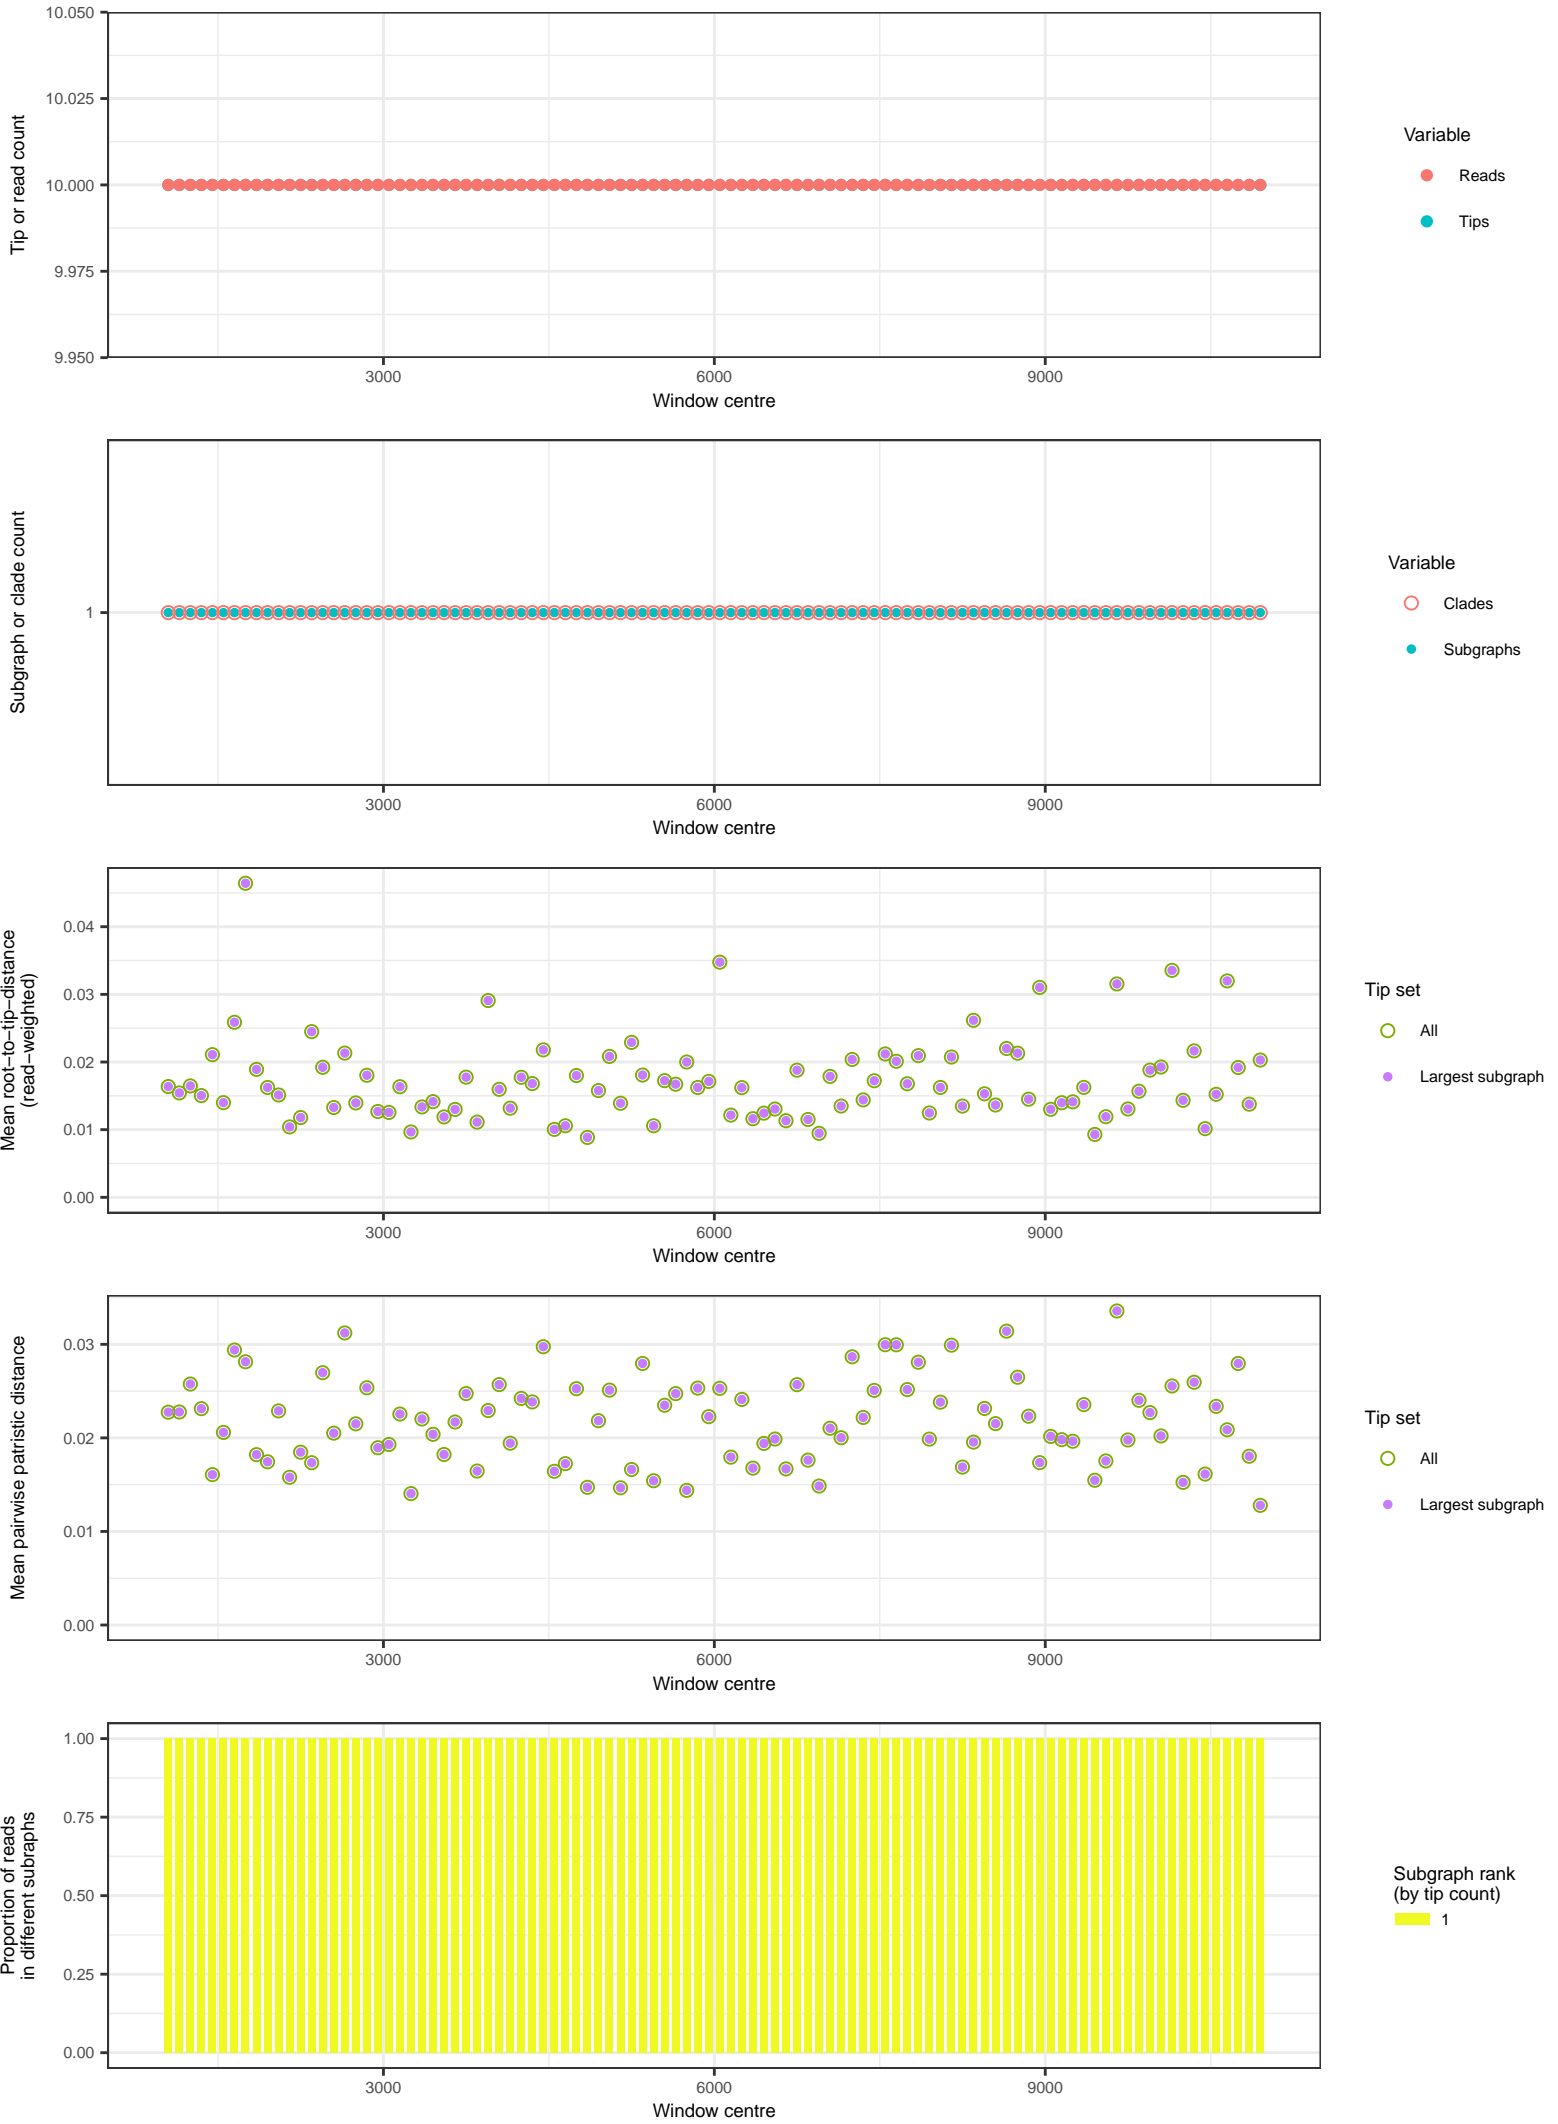 10.050
10.025
10.000
9.975
9.950
Tip or read count
3000 6000 9000
Window centre
Variable
Reads
Tips
1
Subgraph or clade count
3000 6000 9000
Window centre
Variable
Clades
Subgraphs
0.04
0.03
0.02
0.01
0.00
Mean root−to−tip−distance
(read−weighted)
3000 6000 9000
Window centre
Tip set
All
Largest subgraph
0.03
0.02
0.01
0.00
Mean pairwise patristic distance
3000 6000 9000
Window centre
Tip set
All
Largest subgraph
1.00
0.75
0.50
0.25
0.00
Proportion of reads
in different subraphs
3000 6000 9000
Window centre
Subgraph rank
(by tip count)
1